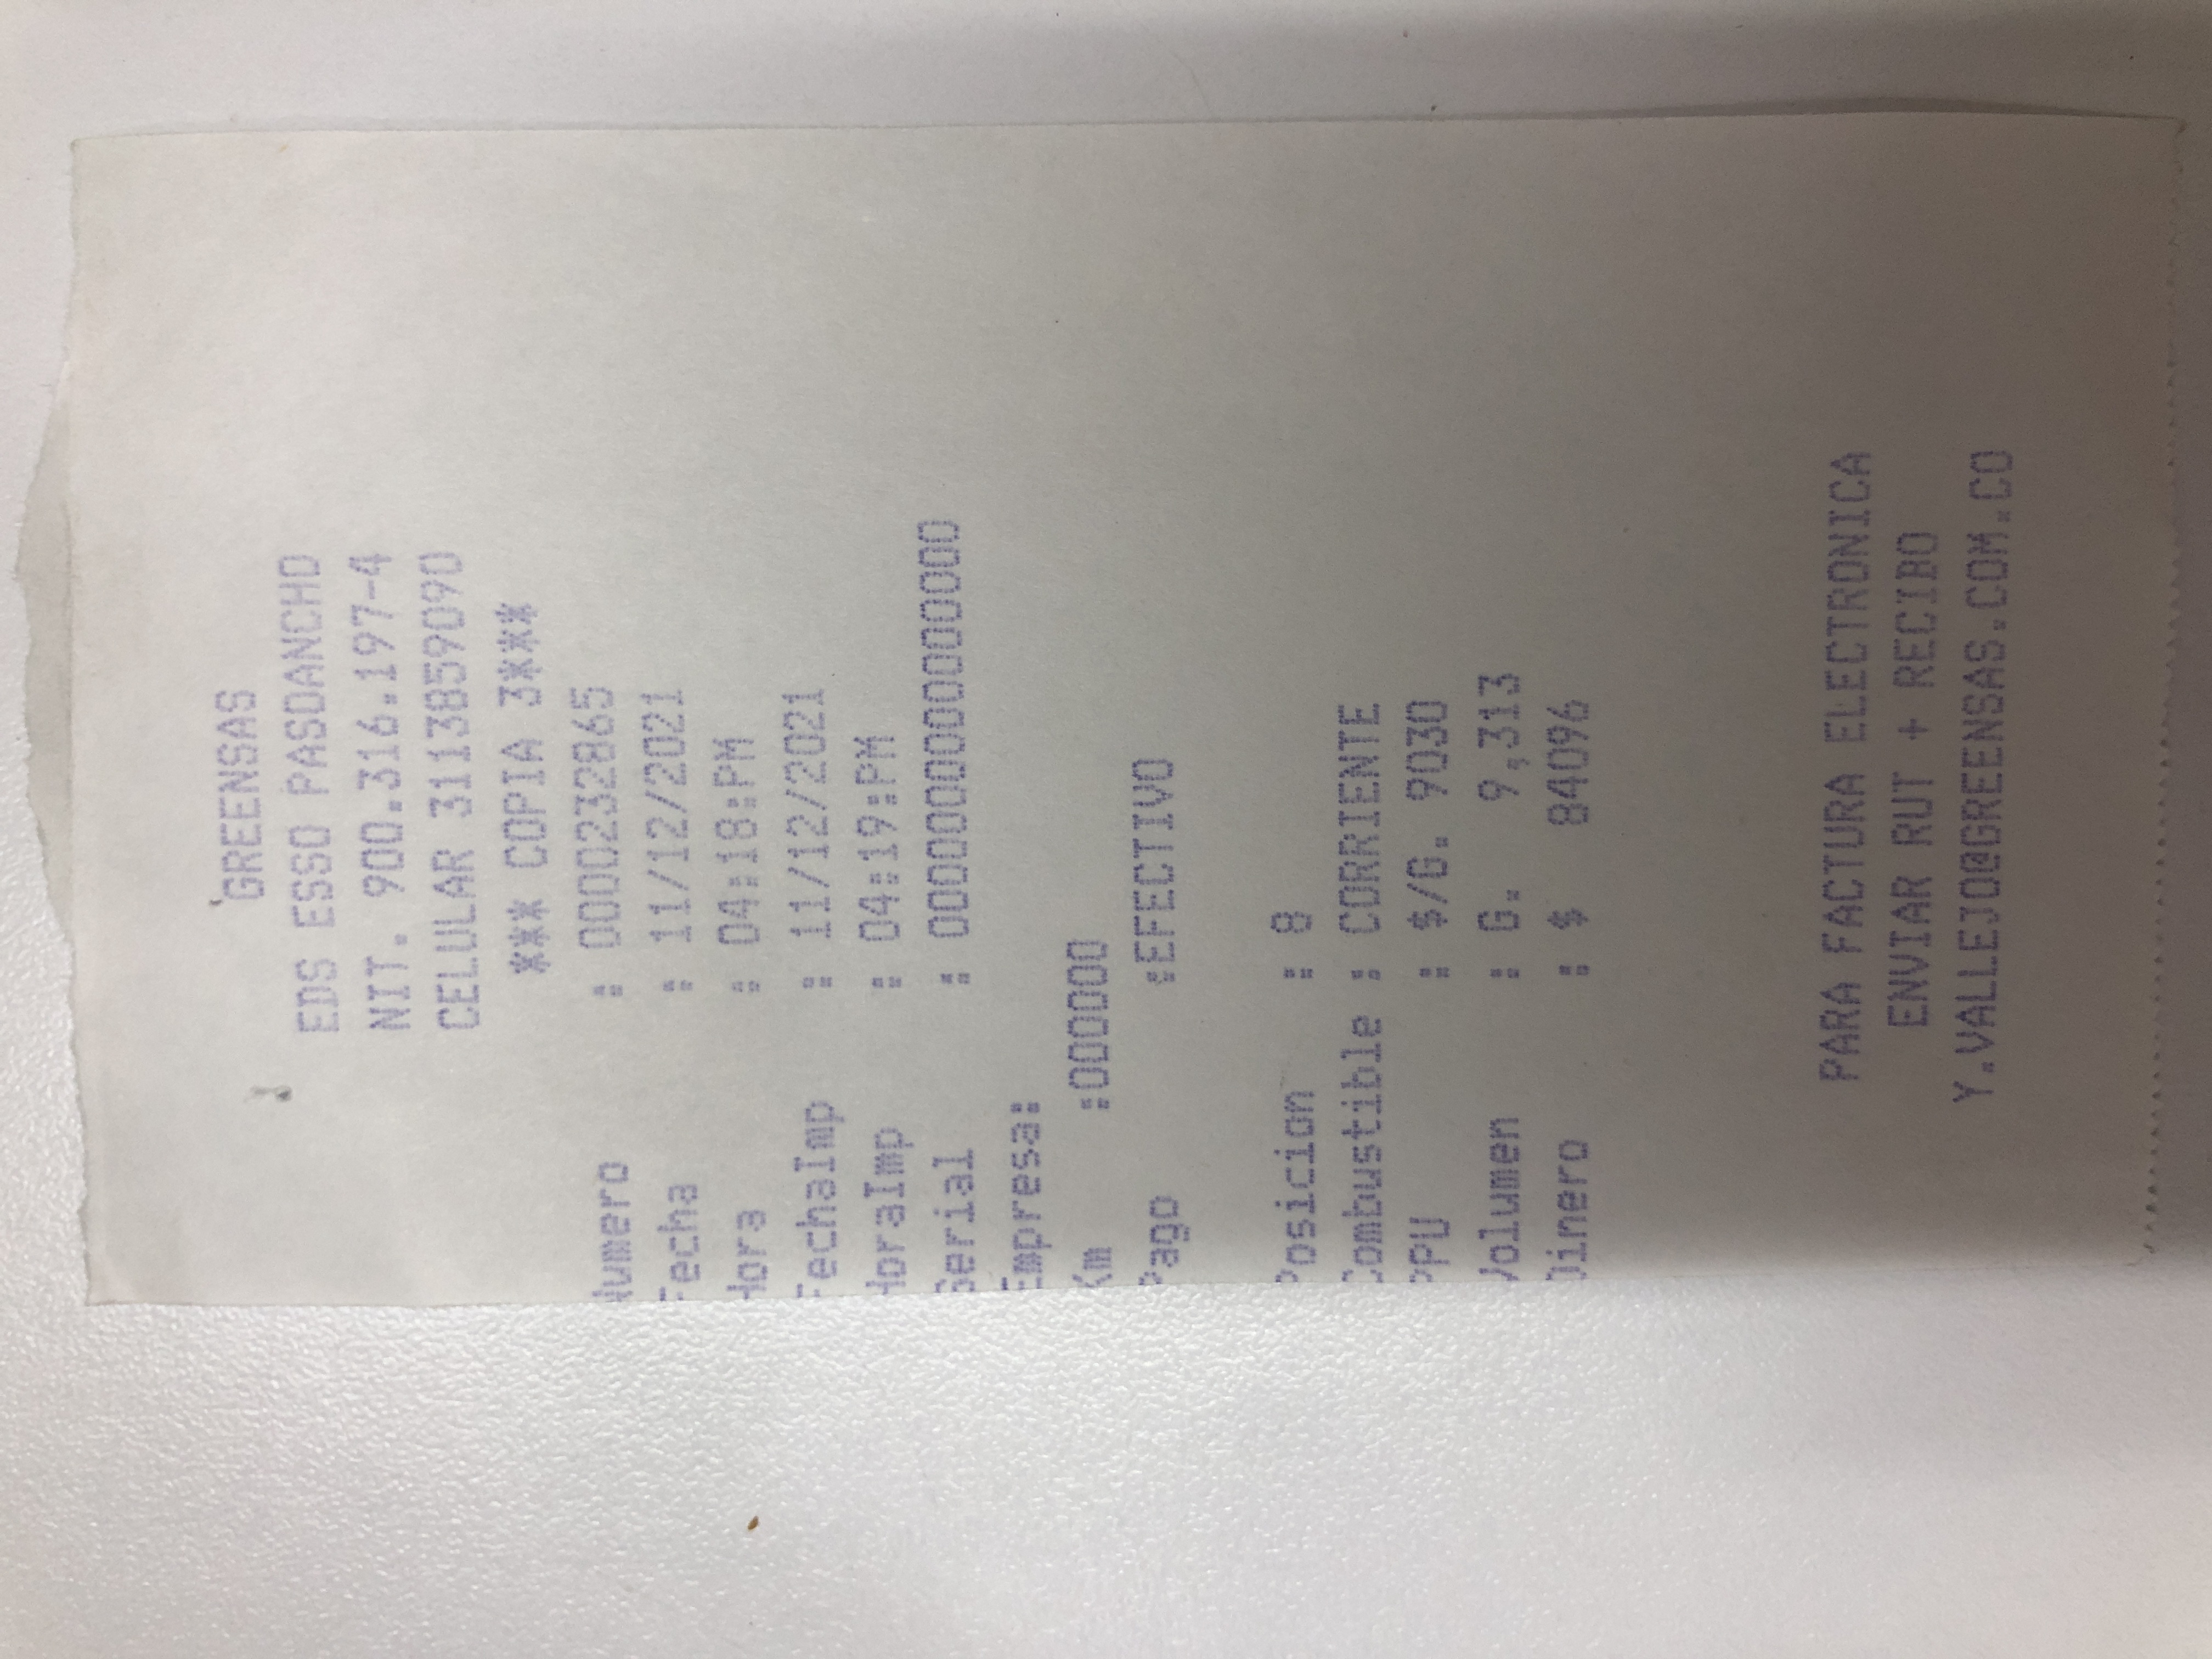 GREENSAS
EDS ESSO PASOANCHO
NIT. 900.316.197-4
CELULAR 3113859090
*** COPIA 3***
Numero : 0000232865
Fecha : 11/12/2021
Hora : 04:18:PM
FechaImp : 11/12/2021
HoraImp : 04:19:PM
Serial : 0000000000000000
Empresa:
Km :000000
Pago :EFECTIVO
Posicion : 8
Combustible : CORRIENTE
PPU : $/G. 9030
Volumen : G. 9,313
Dinero : $ 84096
PARA FACTURA ELECTRONICA
ENVIAR RUT + RECIBO
Y.VALLEJO@GREENSAS.COM.CO